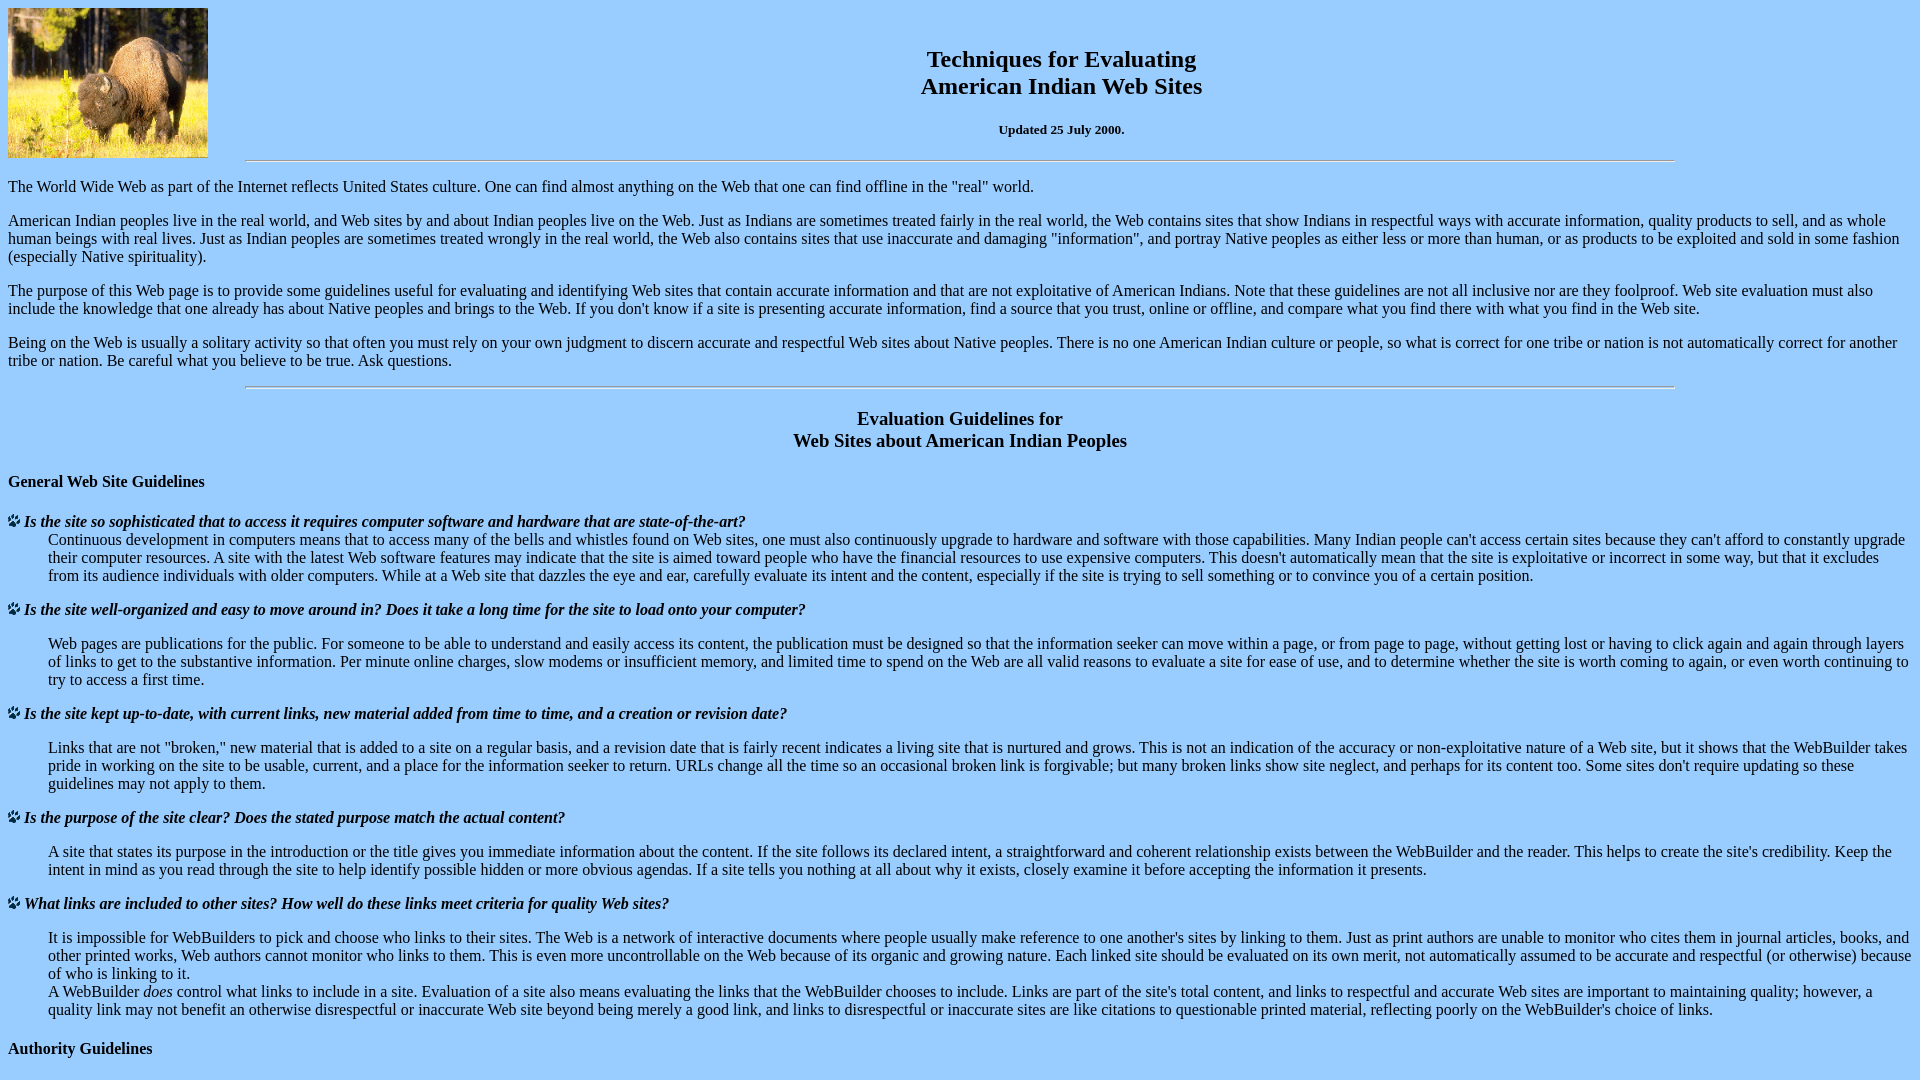 Techniques for Evaluating
American Indian Web Sites
Updated 25 July 2000.
The World Wide Web as part of the Internet reflects United States culture. One can find almost anything on the Web that one can find offline in the "real" world.
American Indian peoples live in the real world, and Web sites by and about Indian peoples live on the Web. Just as Indians are sometimes treated fairly in the real world, the Web contains sites that show Indians in respectful ways with accurate information, quality products to sell, and as whole
human beings with real lives. Just as Indian peoples are sometimes treated wrongly in the real world, the Web also contains sites that use inaccurate and damaging "information", and portray Native peoples as either less or more than human, or as products to be exploited and sold in some fashion
(especially Native spirituality).
The purpose of this Web page is to provide some guidelines useful for evaluating and identifying Web sites that contain accurate information and that are not exploitative of American Indians. Note that these guidelines are not all inclusive nor are they foolproof. Web site evaluation must also
include the knowledge that one already has about Native peoples and brings to the Web. If you don't know if a site is presenting accurate information, find a source that you trust, online or offline, and compare what you find there with what you find in the Web site.
Being on the Web is usually a solitary activity so that often you must rely on your own judgment to discern accurate and respectful Web sites about Native peoples. There is no one American Indian culture or people, so what is correct for one tribe or nation is not automatically correct for another
tribe or nation. Be careful what you believe to be true. Ask questions.
Evaluation Guidelines for
Web Sites about American Indian Peoples
General Web Site Guidelines
Is the site so sophisticated that to access it requires computer software and hardware that are state-of-the-art?
Continuous development in computers means that to access many of the bells and whistles found on Web sites, one must also continuously upgrade to hardware and software with those capabilities. Many Indian people can't access certain sites because they can't afford to constantly upgrade
their computer resources. A site with the latest Web software features may indicate that the site is aimed toward people who have the financial resources to use expensive computers. This doesn't automatically mean that the site is exploitative or incorrect in some way, but that it excludes
from its audience individuals with older computers. While at a Web site that dazzles the eye and ear, carefully evaluate its intent and the content, especially if the site is trying to sell something or to convince you of a certain position.
Is the site well-organized and easy to move around in? Does it take a long time for the site to load onto your computer?
Web pages are publications for the public. For someone to be able to understand and easily access its content, the publication must be designed so that the information seeker can move within a page, or from page to page, without getting lost or having to click again and again through layers
of links to get to the substantive information. Per minute online charges, slow modems or insufficient memory, and limited time to spend on the Web are all valid reasons to evaluate a site for ease of use, and to determine whether the site is worth coming to again, or even worth continuing to
try to access a first time.
Is the site kept up-to-date, with current links, new material added from time to time, and a creation or revision date?
Links that are not "broken," new material that is added to a site on a regular basis, and a revision date that is fairly recent indicates a living site that is nurtured and grows. This is not an indication of the accuracy or non-exploitative nature of a Web site, but it shows that the WebBuilder takes
pride in working on the site to be usable, current, and a place for the information seeker to return. URLs change all the time so an occasional broken link is forgivable; but many broken links show site neglect, and perhaps for its content too. Some sites don't require updating so these
guidelines may not apply to them.
Is the purpose of the site clear? Does the stated purpose match the actual content?
A site that states its purpose in the introduction or the title gives you immediate information about the content. If the site follows its declared intent, a straightforward and coherent relationship exists between the WebBuilder and the reader. This helps to create the site's credibility. Keep the
intent in mind as you read through the site to help identify possible hidden or more obvious agendas. If a site tells you nothing at all about why it exists, closely examine it before accepting the information it presents.
What links are included to other sites? How well do these links meet criteria for quality Web sites?
It is impossible for WebBuilders to pick and choose who links to their sites. The Web is a network of interactive documents where people usually make reference to one another's sites by linking to them. Just as print authors are unable to monitor who cites them in journal articles, books, and
other printed works, Web authors cannot monitor who links to them. This is even more uncontrollable on the Web because of its organic and growing nature. Each linked site should be evaluated on its own merit, not automatically assumed to be accurate and respectful (or otherwise) because
of who is linking to it.
A WebBuilder does control what links to include in a site. Evaluation of a site also means evaluating the links that the WebBuilder chooses to include. Links are part of the site's total content, and links to respectful and accurate Web sites are important to maintaining quality; however, a
quality link may not benefit an otherwise disrespectful or inaccurate Web site beyond being merely a good link, and links to disrespectful or inaccurate sites are like citations to questionable printed material, reflecting poorly on the WebBuilder's choice of links.
Authority Guidelines